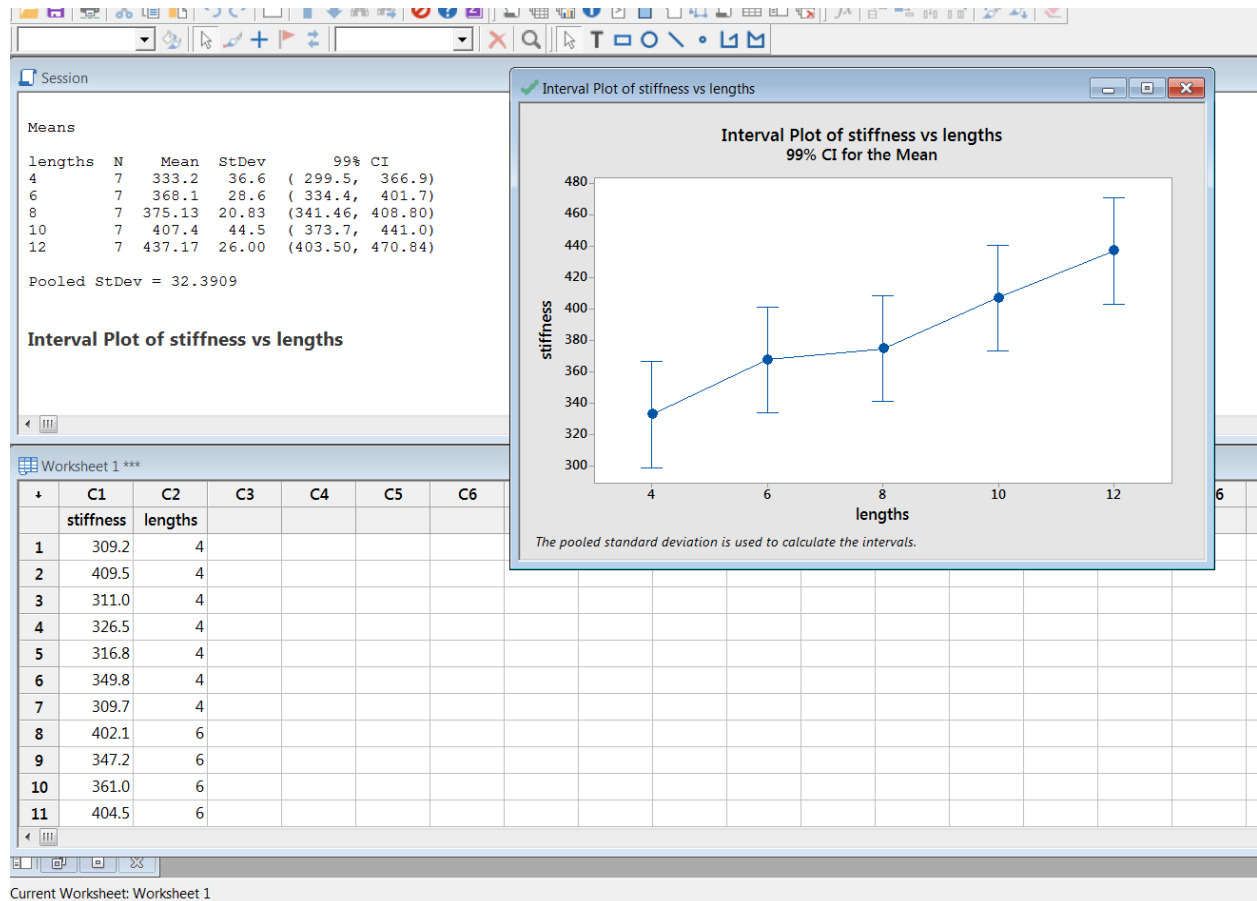 Session
Means
lengths N Mean StDev 99% CI
4 7 333.2 36.6 ( 299.5, 366.9)
6 7 368.1 28.6 ( 334.4, 401.7)
8 7 375.13 20.83 (341.46, 408.80)
10 7 407.4 44.5 ( 373.7, 441.0)
12 7 437.17 26.00 (403.50, 470.84)
Pooled StDev = 32.3909
Interval Plot of stiffness vs lengths
Interval Plot of stiffness vs lengths
Interval Plot of stiffness vs lengths
99% CI for the Mean
480
460
440
420
400
380
360
340
320
300
stiffness
4 6 8 10 12
lengths
The pooled standard deviation is used to calculate the intervals.
Worksheet 1 ***
C1 C2 C3 C4 C5 C6 6
stiffness lengths
1 309.2 4
2 409.5 4
3 311.0 4
4 326.5 4
5 316.8 4
6 349.8 4
7 309.7 4
8 402.1 6
9 347.2 6
10 361.0 6
11 404.5 6
Current Worksheet: Worksheet 1